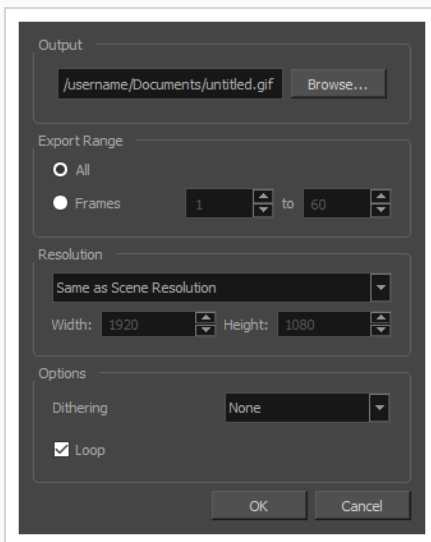 Output
/username/Documents/untitled.gif Browse...
Export Range
All
Frames 1 to 60
Resolution
Same as Scene Resolution
Width: 1920 Height: 1080
Options
Dithering None
Loop
OK Cancel